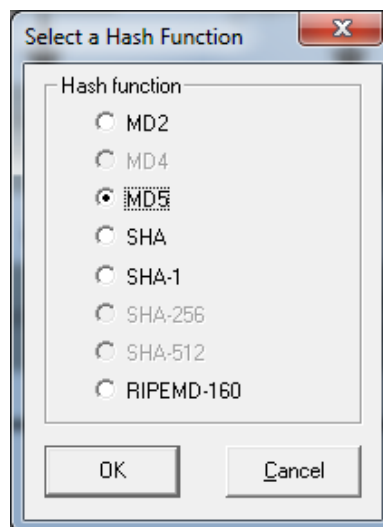 Select a Hash Function
Hash function
MD2
MD4
MD5
SHA
SHA-1
SHA-256
SHA-512
RIPEMD-160
OK
Cancel